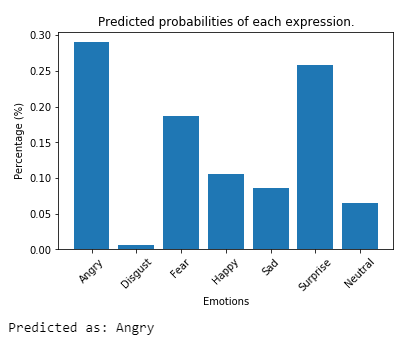 Predicted probabilities of each expression.
0.30
0.25
0.20
0.15
0.10
0.05
0.00
Percentage (%)
Angry
Disgust
Fear
Happy
Sad
Surprise
Neutral
Emotions
Predicted as: Angry